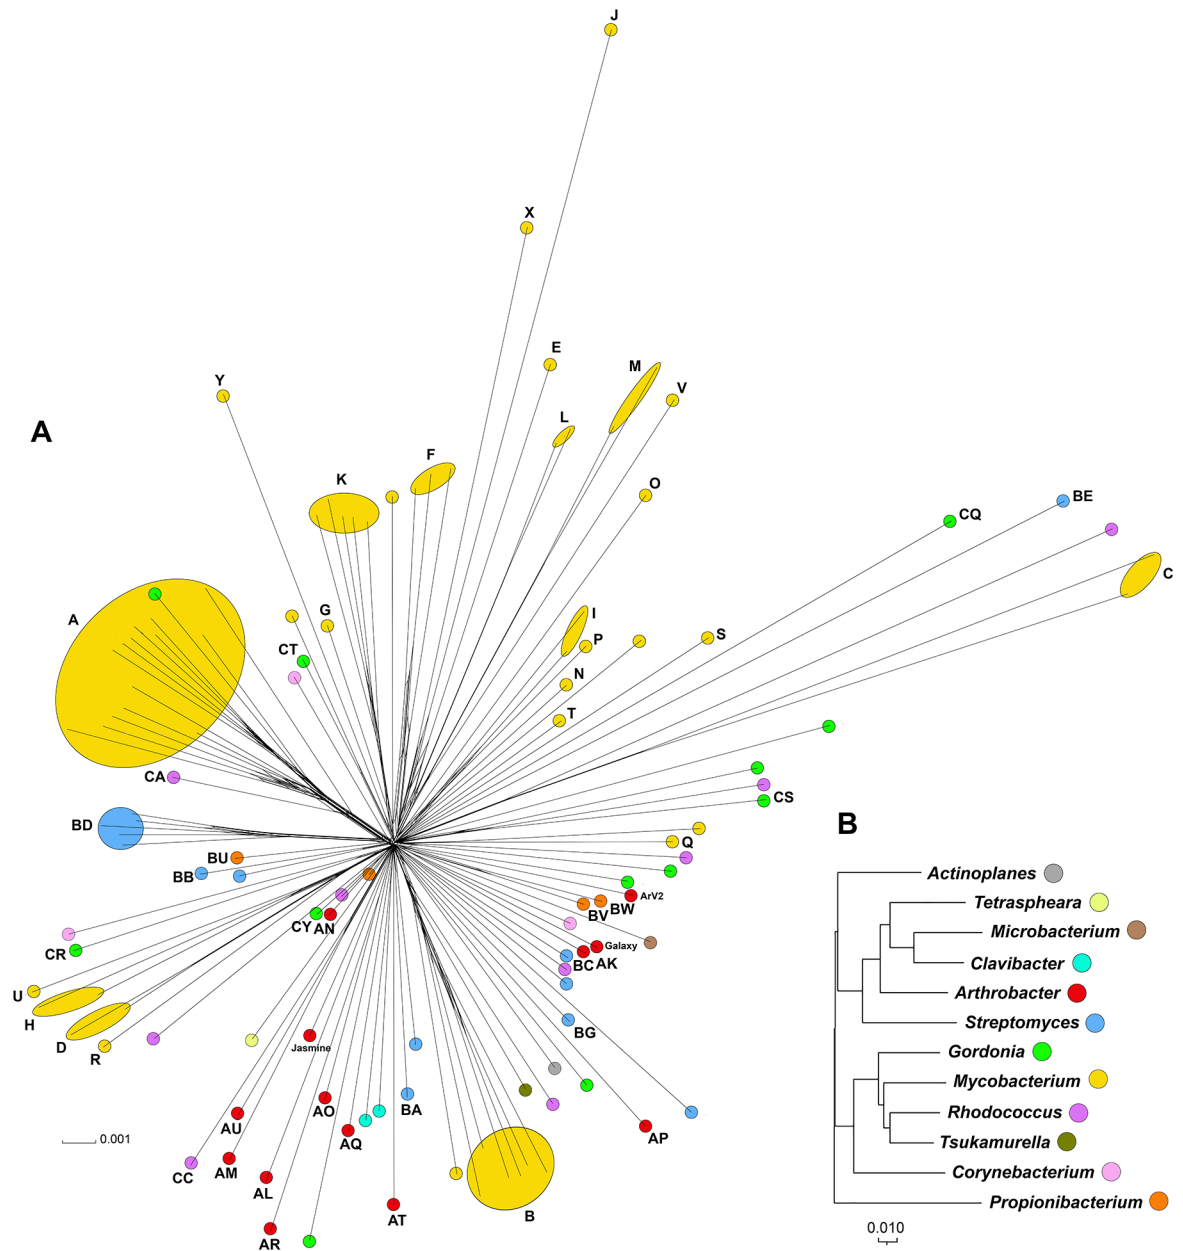 J
X
E
M
V
Y
L
A
F
K
O
BE
CQ
C
I
G
A
P
S
CT
N
T
CA
CS
BD
Q
BU
BB
ArV2
BW
BV
CY
AN
Galaxy
CR
BC
AK
U
H
BG
D
R
Jasmine
BA
AO
AU
AQ
AP
0.001
CC
AM
AL
AT
B
AR
B
Actinoplanes
Tetraspheara
Microbacterium
Clavibacter
Arthrobacter
Streptomyces
Gordonia
Mycobacterium
Rhodococcus
Tsukamurella
Corynebacterium
Propionibacterium
0.010